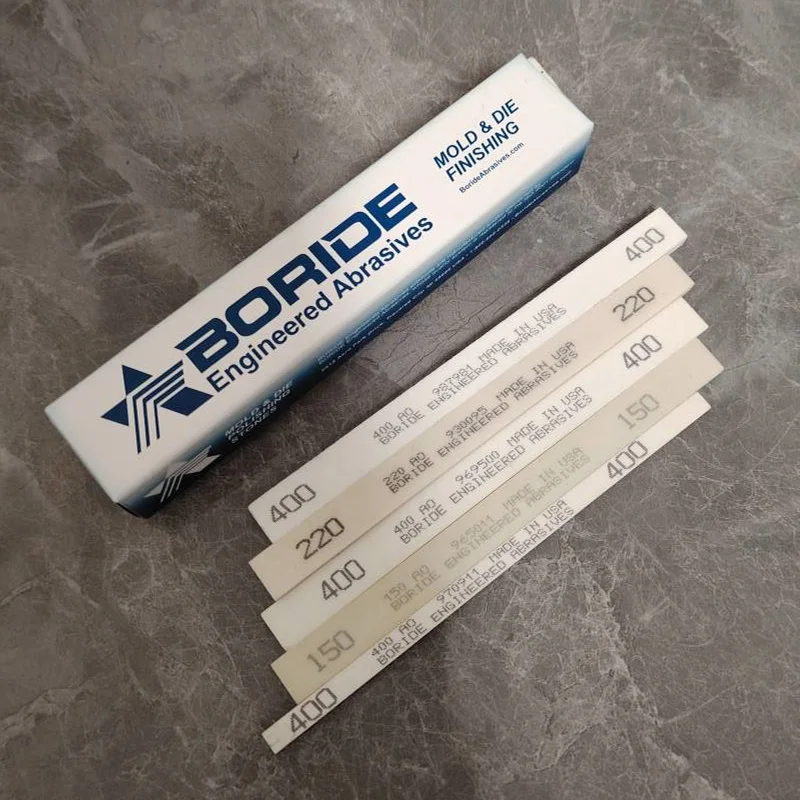 MOLD & DIE
FINISHING
BorideAbrasives.com
BORIDE
Engineered Abrasives
MOLD & DIE
POLISHING
STONES
400
400 AO 987981 MADE IN USA
BORIDE ENGINEERED ABRASIVES
400
220
220 AO 930095 MADE IN USA
BORIDE ENGINEERED ABRASIVES
220
400
400 AO 969500 MADE IN USA
BORIDE ENGINEERED ABRASIVES
400
150
150 AO 965011 MADE IN USA
BORIDE ENGINEERED ABRASIVES
150
400
400 AO 970911 MADE IN USA
BORIDE ENGINEERED ABRASIVES
400